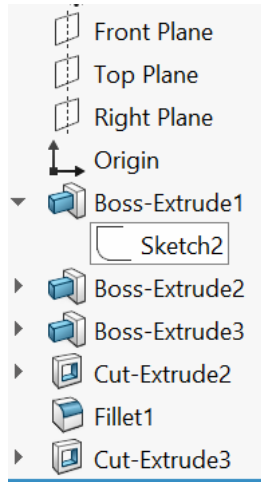 Front Plane
Top Plane
Right Plane
Origin
Boss-Extrude1
Sketch2
Boss-Extrude2
Boss-Extrude3
Cut-Extrude2
Fillet1
Cut-Extrude3